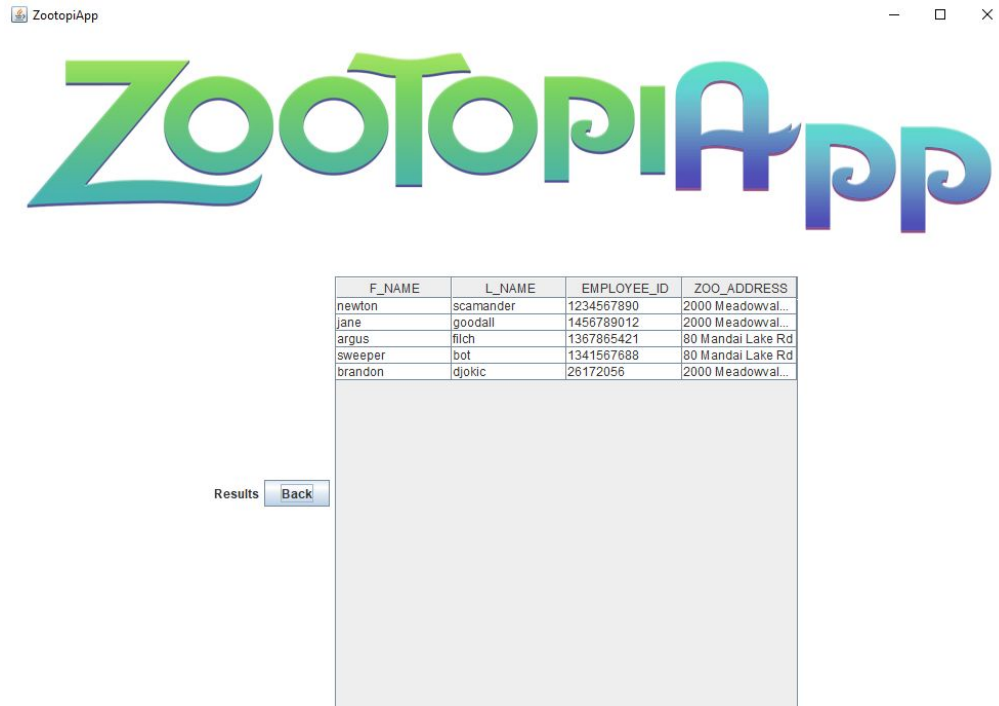 ZootopiApp
ZooTopiApp
F_NAME L_NAME EMPLOYEE_ID ZOO_ADDRESS
newton scamander 1234567890 2000 Meadowval...
jane goodall 1456789012 2000 Meadowval...
argus filch 1367865421 80 Mandai Lake Rd
sweeper bot 1341567688 80 Mandai Lake Rd
brandon djokic 26172056 2000 Meadowval...
Results Back